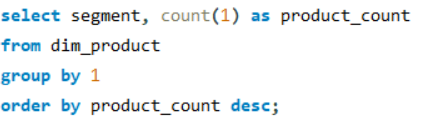 select segment, count(1) as product_count
from dim_product
group by 1
order by product_count desc;